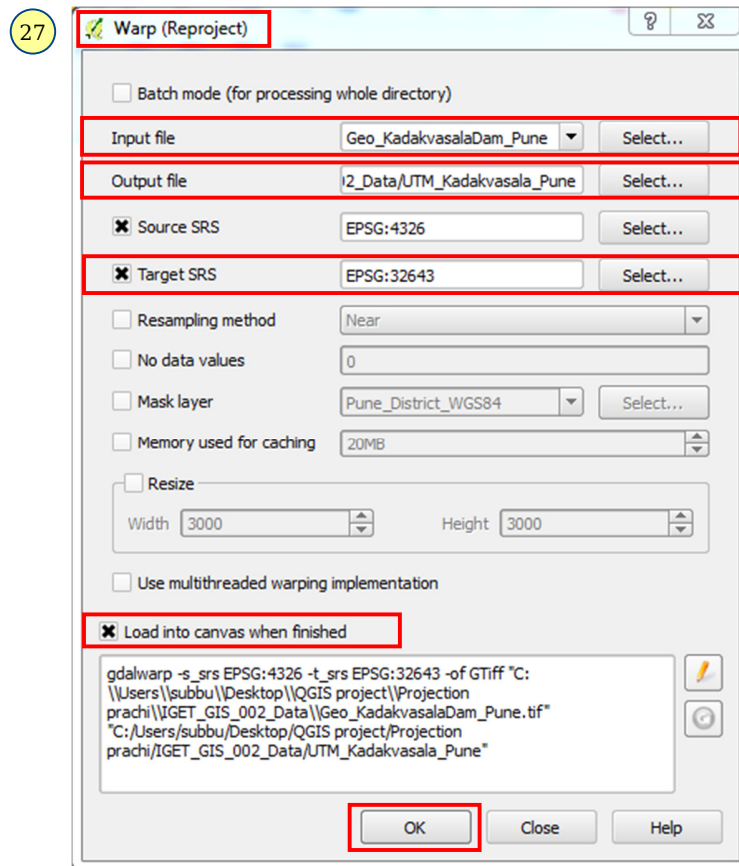 27
Warp (Reproject)
?
Batch mode (for processing whole directory)
Input file Geo_KadakvasalaDam_Pune Select...
Output file )2_Data/UTM_Kadakvasala_Pune Select...
Source SRS EPSG:4326 Select...
Target SRS EPSG:32643 Select...
Resampling method Near
No data values 0
Mask layer Pune_District_WGS84 Select...
Memory used for caching 20MB
Resize
Width 3000 Height 3000
Use multithreaded warping implementation
Load into canvas when finished
gdalwarp -s_srs EPSG:4326 -t_srs EPSG:32643 -of GTiff "C:
\\Users\\subbu\\Desktop\\QGIS project\\Projection
prachi\\IGET_GIS_002_Data\\Geo_KadakvasalaDam_Pune.tif"
"C:/Users/subbu/Desktop/QGIS project/Projection
prachi/IGET_GIS_002_Data/UTM_Kadakvasala_Pune"
OK Close Help